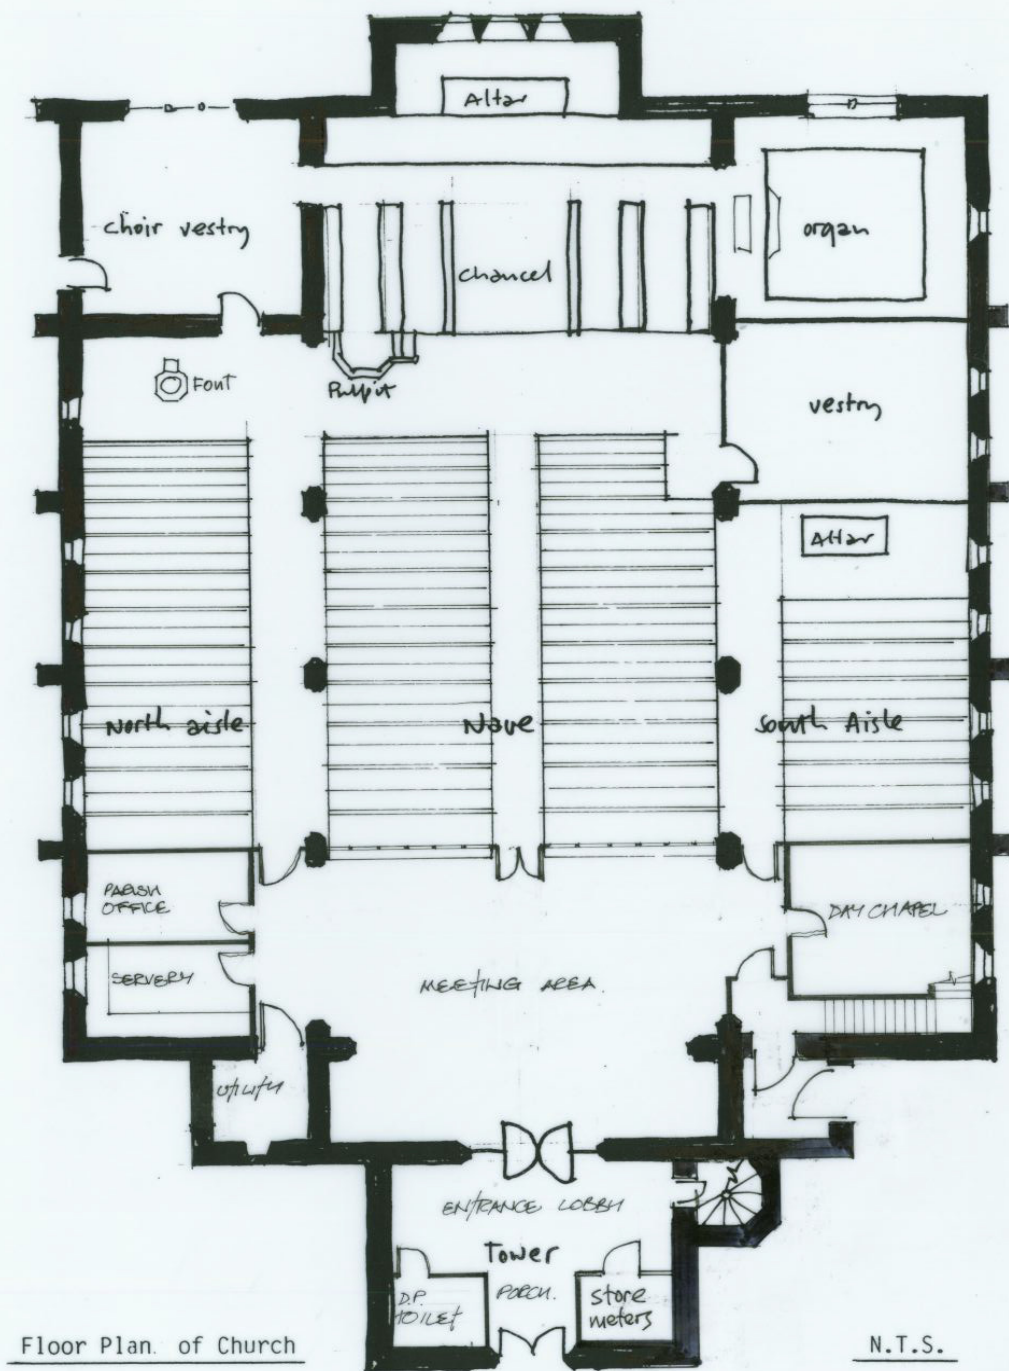 Altar
choir vestry
organ
chancel
Font
Pulpit
vestry
Altar
North aisle
Nave
South Aisle
PARISH
OFFICE
DAY CHAPEL
SERVERY
MEETING AREA.
UTILITY
ENTRANCE LOBBY
Tower
D.P.
TOILET
PORCH.
store
meters
Floor Plan. of Church
N.T.S.